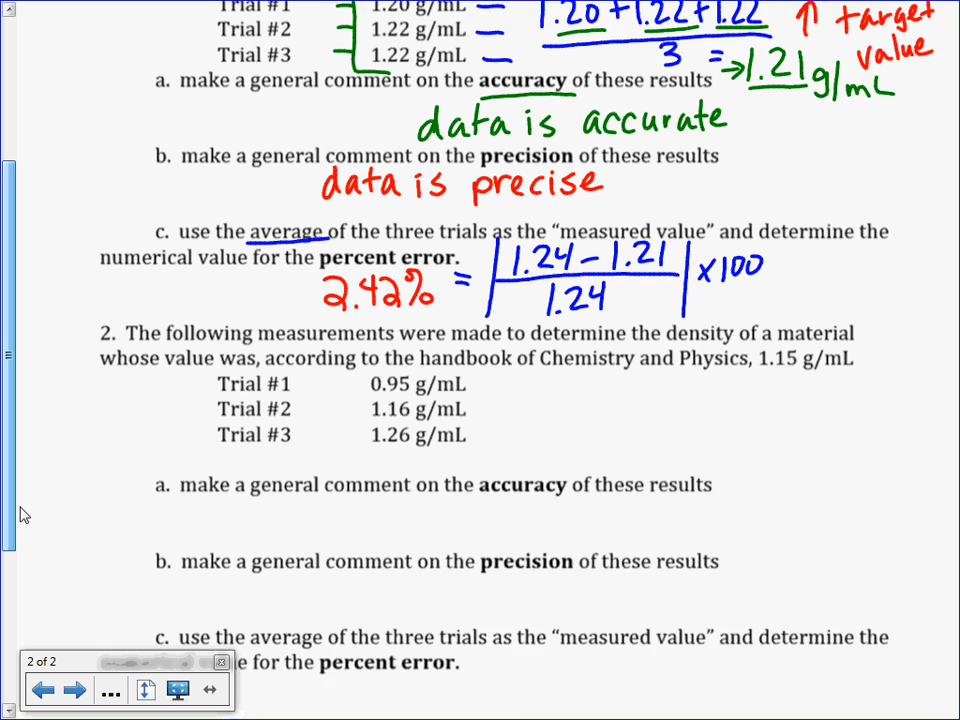 Trial #1 1.20 g/mL 1.20 + 1.22 + 1.22 ↑ target
Trial #2 1.22 g/mL 3 = value
Trial #3 1.22 g/mL → 1.21 g/mL
a. make a general comment on the accuracy of these results
data is accurate
b. make a general comment on the precision of these results
data is precise
c. use the average of the three trials as the “measured value” and determine the
numerical value for the percent error.
2.42% = | 1.24 – 1.21 | × 100
1.24
2. The following measurements were made to determine the density of a material
whose value was, according to the handbook of Chemistry and Physics, 1.15 g/mL
Trial #1 0.95 g/mL
Trial #2 1.16 g/mL
Trial #3 1.26 g/mL
a. make a general comment on the accuracy of these results
b. make a general comment on the precision of these results
c. use the average of the three trials as the “measured value” and determine the
e for the percent error.
2 of 2